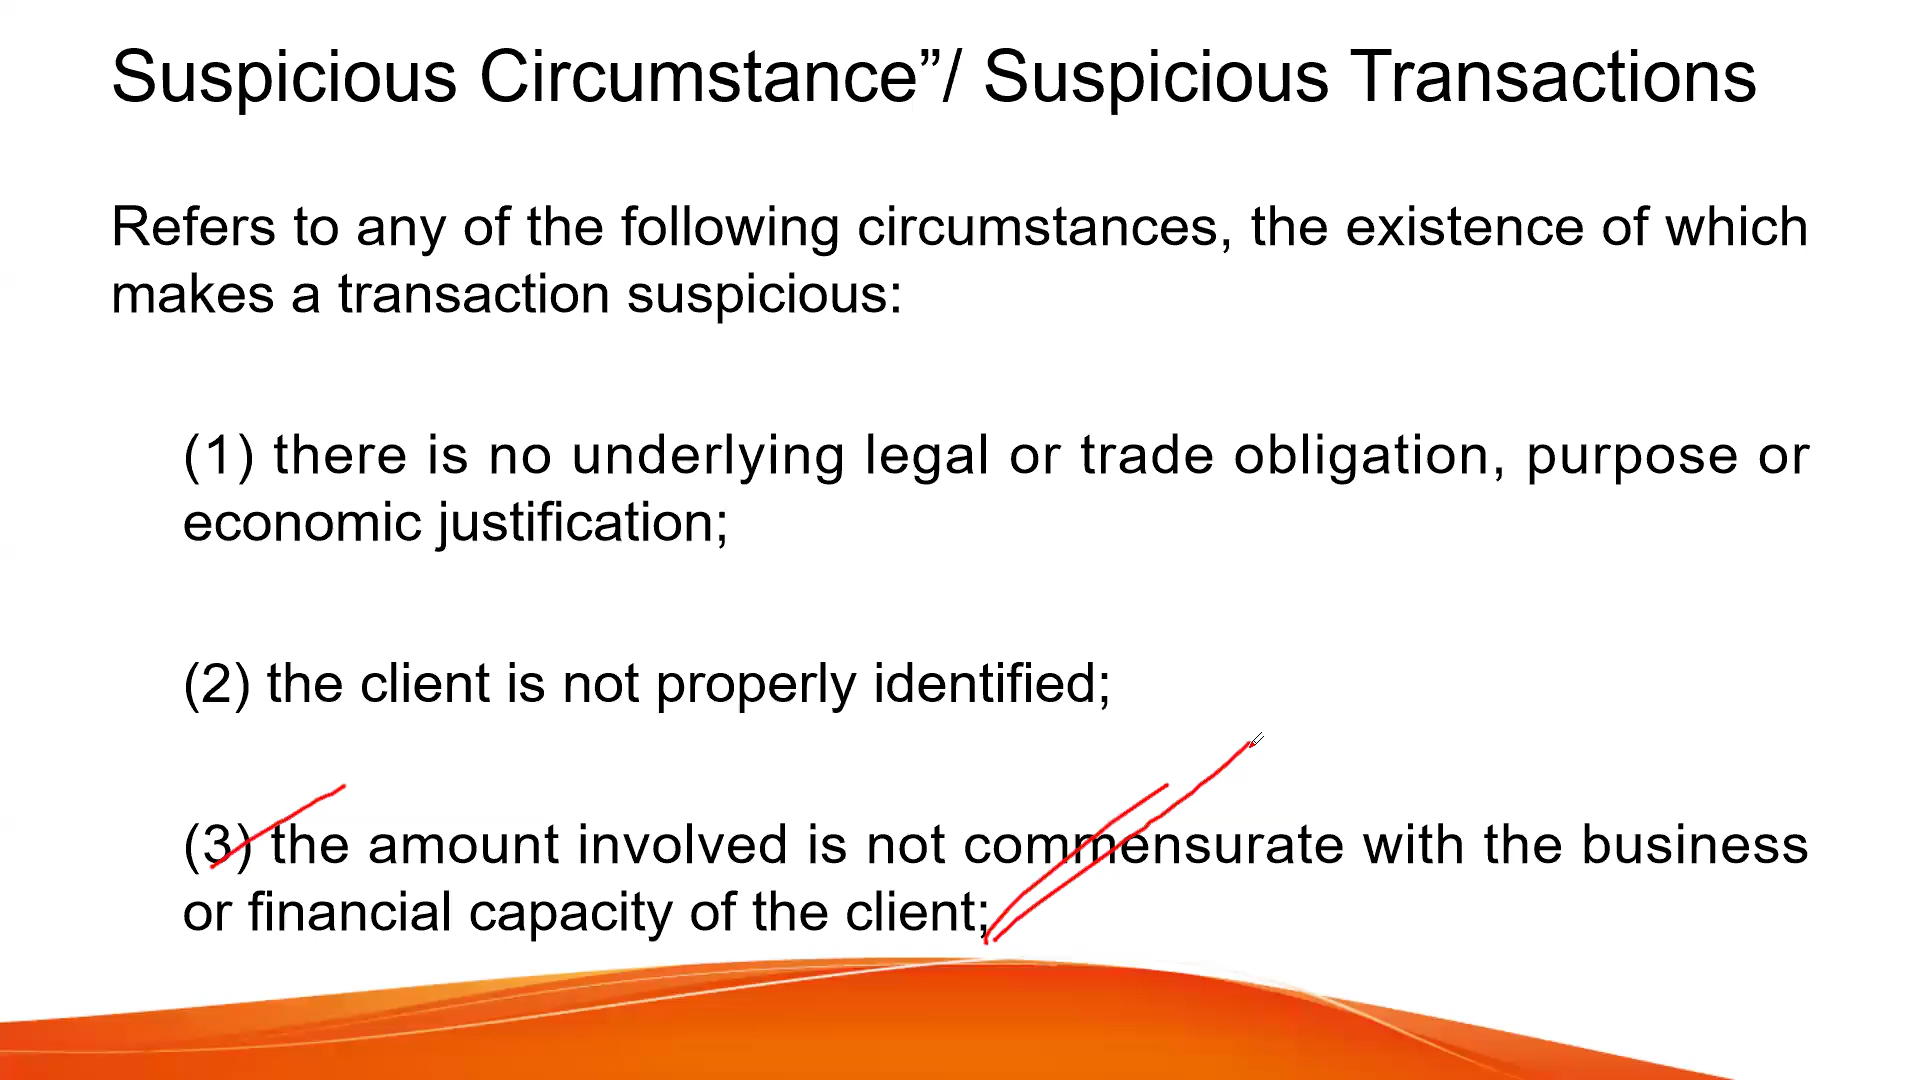 Suspicious Circumstance”/ Suspicious Transactions
Refers to any of the following circumstances, the existence of which
makes a transaction suspicious:
(1) there is no underlying legal or trade obligation, purpose or
economic justification;
(2) the client is not properly identified;
(3) the amount involved is not commensurate with the business
or financial capacity of the client;